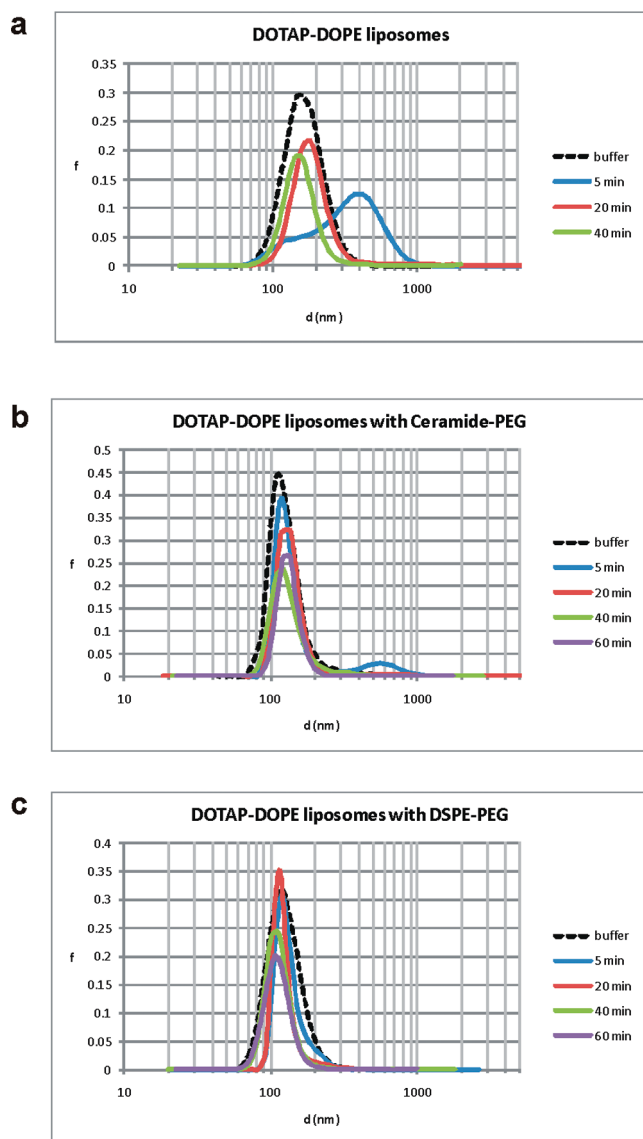 a
DOTAP-DOPE liposomes
0.35
0.3
0.25
0.2
f
0.15
0.1
0.05
0
10
100
1000
d (nm)
buffer
5 min
20 min
40 min
b
DOTAP-DOPE liposomes with Ceramide-PEG
0.5
0.45
0.4
0.35
0.3
f
0.25
0.2
0.15
0.1
0.05
0
10
100
1000
d (nm)
buffer
5 min
20 min
40 min
60 min
c
DOTAP-DOPE liposomes with DSPE-PEG
0.35
0.3
0.25
f
0.2
0.15
0.1
0.05
0
10
100
1000
d (nm)
buffer
5 min
20 min
40 min
60 min